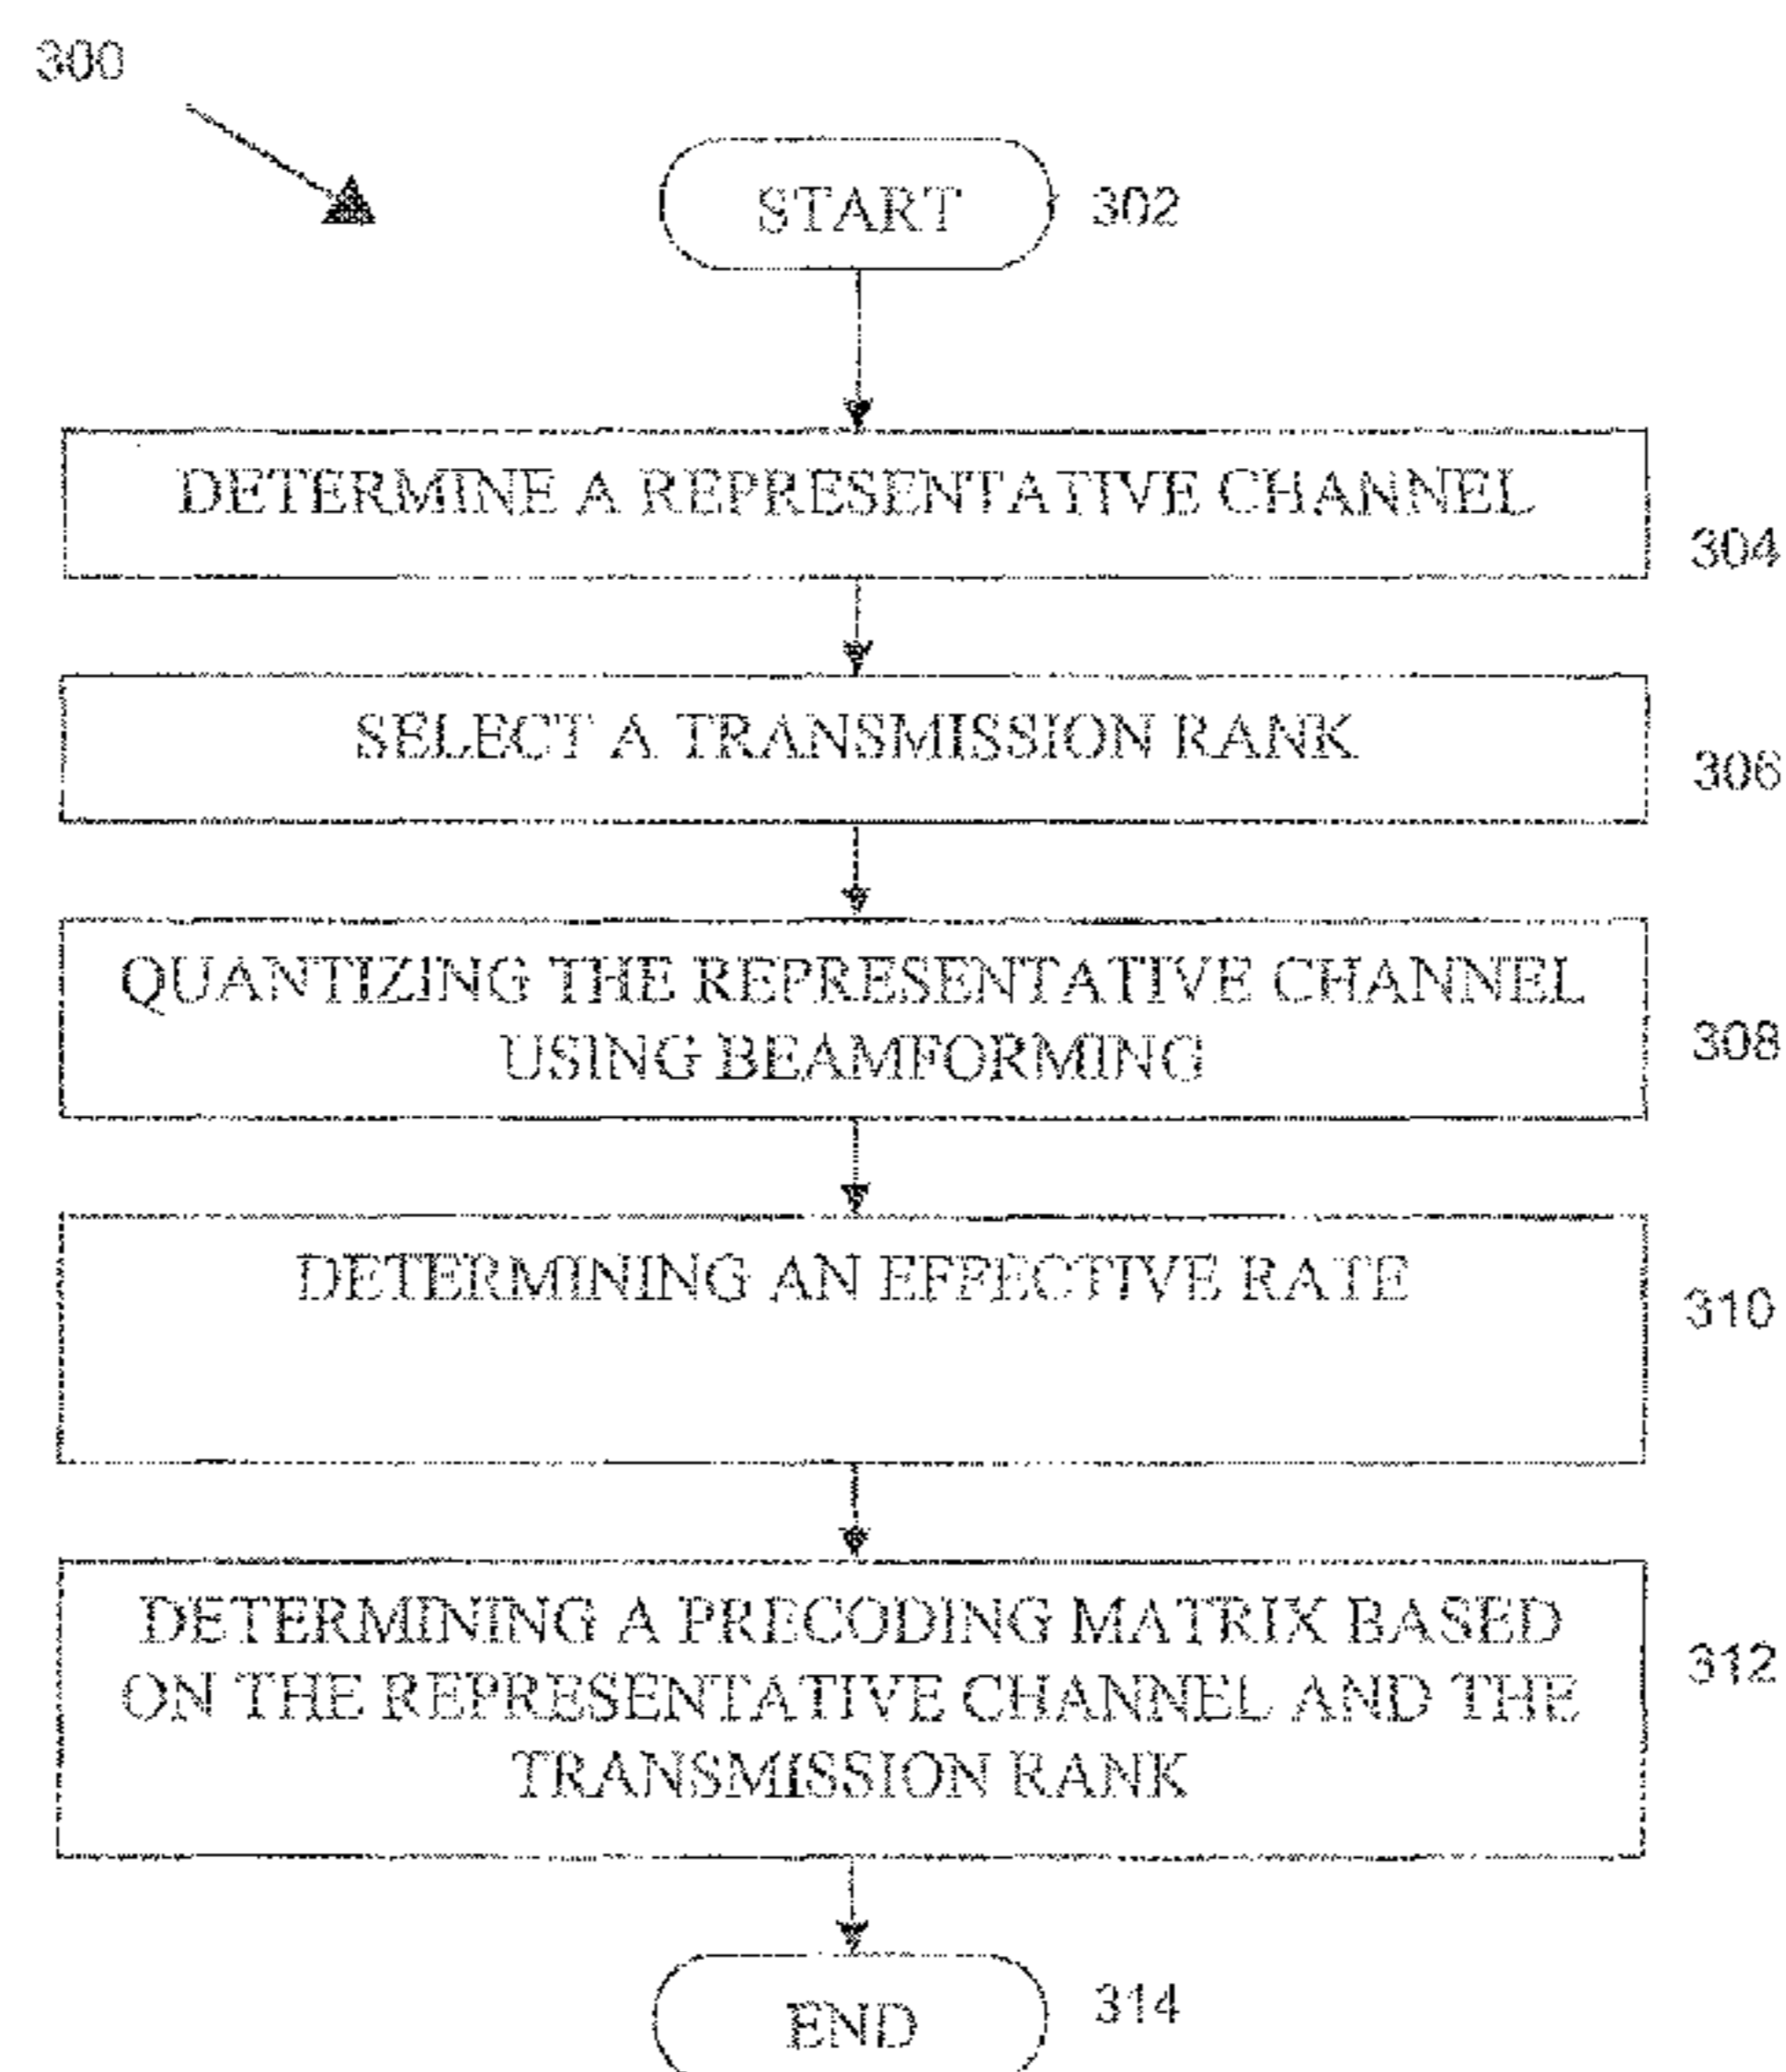 300
START
302
DETERMINE A REPRESENTATIVE CHANNEL
304
SELECT A TRANSMISSION RANK
306
QUANTIZING THE REPRESENTATIVE CHANNEL
USING BEAMFORMING
308
DETERMINING AN EFFECTIVE RATE
310
DETERMINING A PRECODING MATRIX BASED
ON THE REPRESENTATIVE CHANNEL AND THE
TRANSMISSION RANK
312
END
314